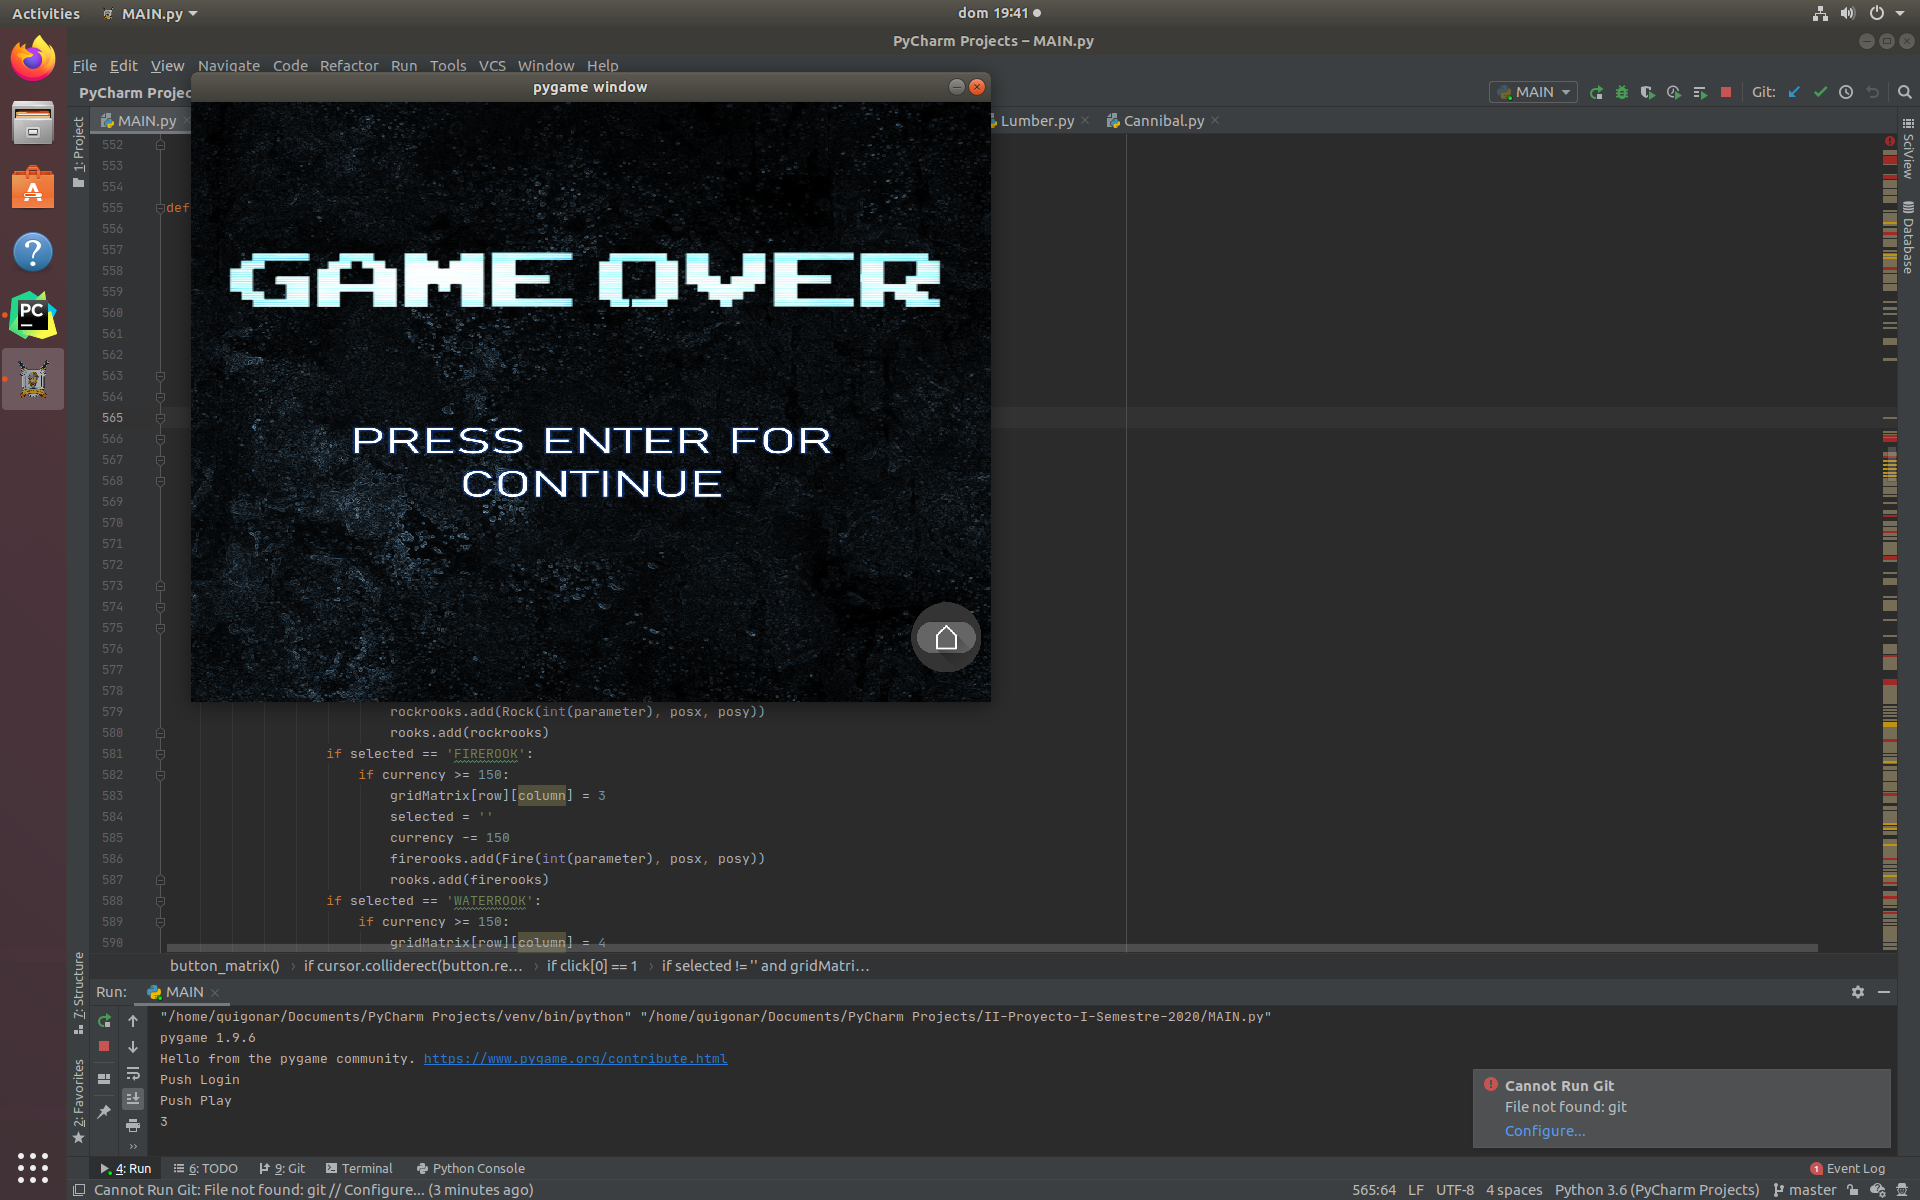 Activities
MAIN.py
dom 19:41
PyCharm Projects – MAIN.py
File Edit View Navigate Code Refactor Run Tools VCS Window Help
pygame window
PyCharm Projec
MAIN
Git:
MAIN.py
Lumber.py
Cannibal.py
1: Project
SciView
Database
552
553
554
555 def
556
557
558
559
560
561
562
563
564
565
566
567
568
569
570
571
572
573
574
575
576
577
578
GAME OVER
PRESS ENTER FOR
CONTINUE
579 rockrooks.add(Rock(int(parameter), posx, posy))
580 rooks.add(rockrooks)
581 if selected == 'FIREROOK':
582 if currency >= 150:
583 gridMatrix[row][column] = 3
584 selected = ''
585 currency -= 150
586 firerooks.add(Fire(int(parameter), posx, posy))
587 rooks.add(firerooks)
588 if selected == 'WATERROOK':
589 if currency >= 150:
590 gridMatrix[row][column] = 4
button_matrix() › if cursor.colliderect(button.re... › if click[0] == 1 › if selected != '' and gridMatri...
7: Structure
2: Favorites
Run: MAIN
"/home/quigonar/Documents/PyCharm Projects/venv/bin/python" "/home/quigonar/Documents/PyCharm Projects/II-Proyecto-I-Semestre-2020/MAIN.py"
pygame 1.9.6
Hello from the pygame community. https://www.pygame.org/contribute.html
Push Login
Push Play
3
Cannot Run Git
File not found: git
Configure...
4: Run 6: TODO 9: Git Terminal Python Console
1 Event Log
Cannot Run Git: File not found: git // Configure... (3 minutes ago)
565:64 LF UTF-8 4 spaces Python 3.6 (PyCharm Projects) master